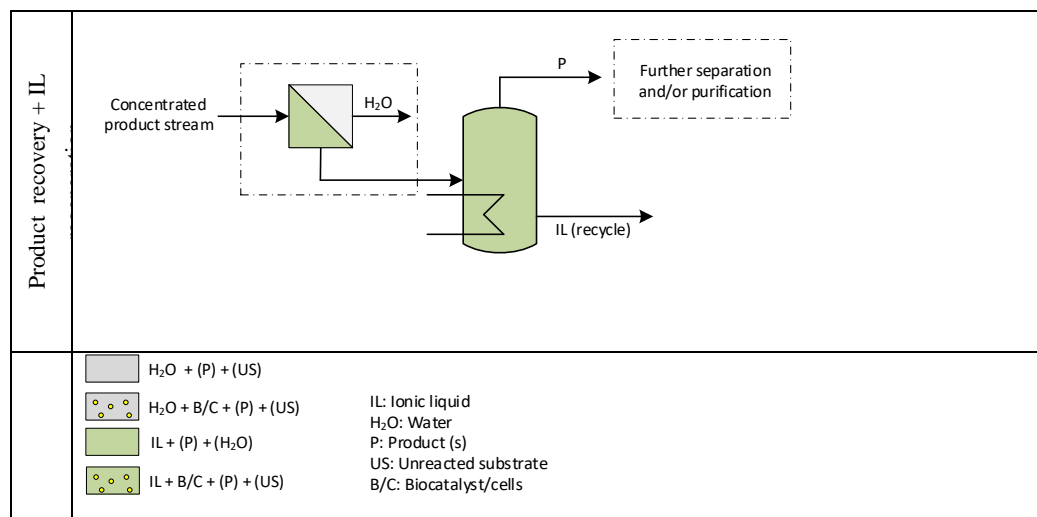 Product recovery + IL
Concentrated
product stream
H₂O
P
Further separation
and/or purification
IL (recycle)
H₂O + (P) + (US)
H₂O + B/C + (P) + (US)
IL + (P) + (H₂O)
IL + B/C + (P) + (US)
IL: Ionic liquid
H₂O: Water
P: Product (s)
US: Unreacted substrate
B/C: Biocatalyst/cells